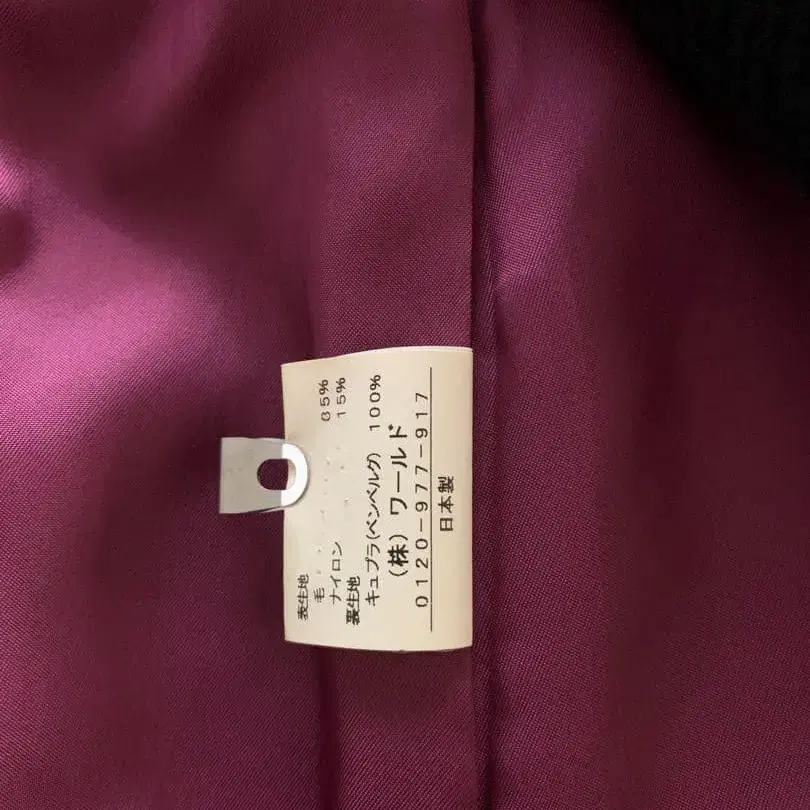 表生地
毛 85%
ナイロン 15%
裏生地
キュプラ(ベンベルグ) 100%
(株)ワールド
0120-977-917
日本製